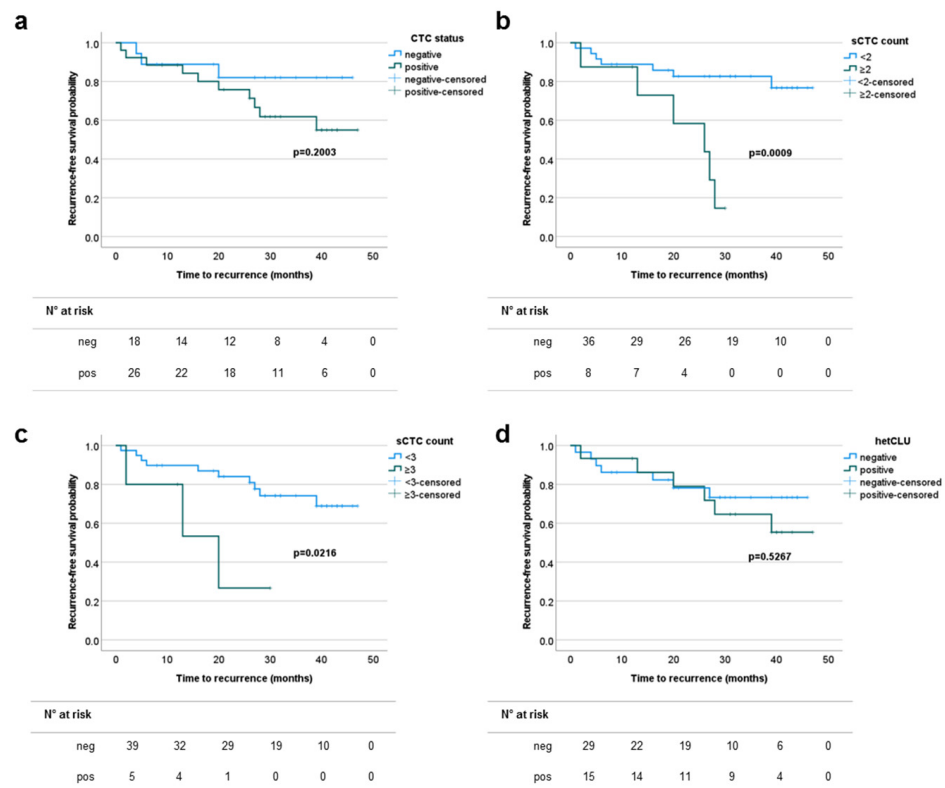 a
CTC status
negative
positive
negative-censored
positive-censored
Recurrence-free survival probability
1.0
0.8
0.6
0.4
0.2
0.0
p=0.2003
0 10 20 30 40 50
Time to recurrence (months)
N° at risk
neg 18 14 12 8 4 0
pos 26 22 18 11 6 0
b
sCTC count
<2
≥2
<2-censored
≥2-censored
Recurrence-free survival probability
1.0
0.8
0.6
0.4
0.2
0.0
p=0.0009
0 10 20 30 40 50
Time to recurrence (months)
N° at risk
neg 36 29 26 19 10 0
pos 8 7 4 0 0 0
c
sCTC count
<3
≥3
<3-censored
≥3-censored
Recurrence-free survival probability
1.0
0.8
0.6
0.4
0.2
0.0
p=0.0216
0 10 20 30 40 50
Time to recurrence (months)
N° at risk
neg 39 32 29 19 10 0
pos 5 4 1 0 0 0
d
hetCLU
negative
positive
negative-censored
positive-censored
Recurrence-free survival probability
1.0
0.8
0.6
0.4
0.2
0.0
p=0.5267
0 10 20 30 40 50
Time to recurrence (months)
N° at risk
neg 29 22 19 10 6 0
pos 15 14 11 9 4 0